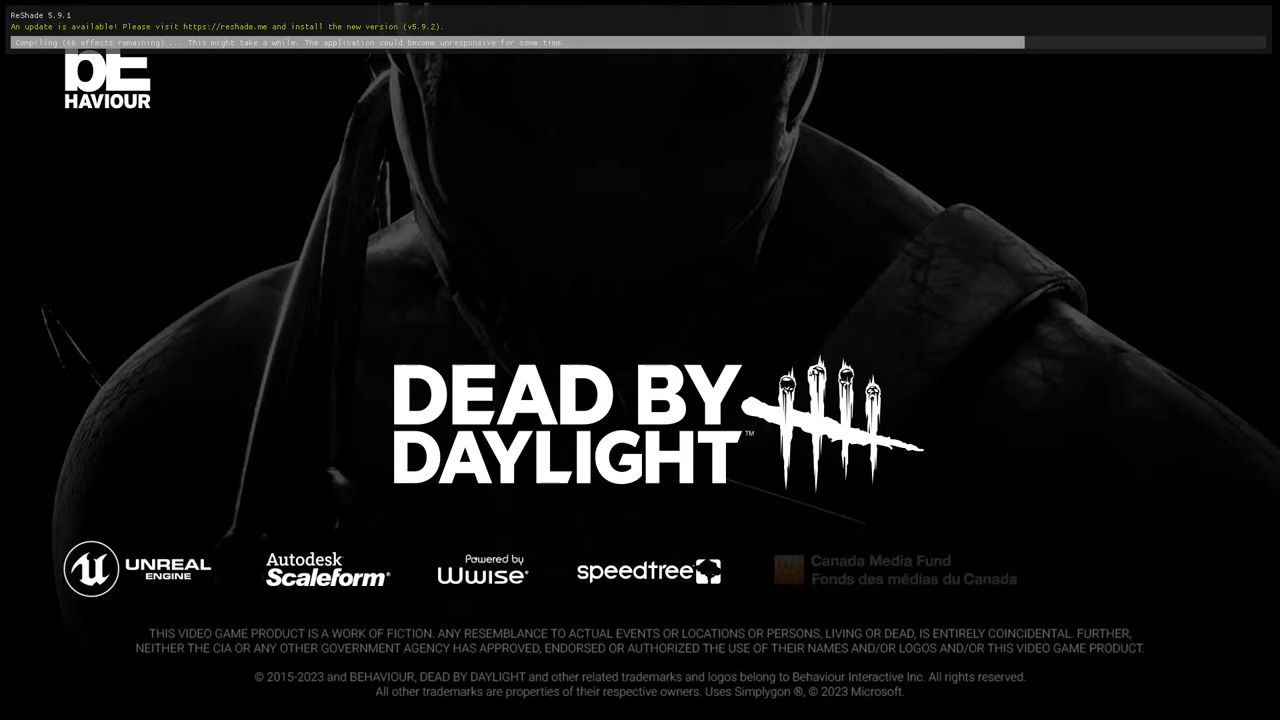 ReShade 5.9.1
An update is available! Please visit https://reshade.me and install the new version (v5.9.2).
Compiling (66 effects remaining) ... This might take a while. The application could become unresponsive for some time.
bE
HAVIOUR
DEAD BY
DAYLIGHT™
UNREAL
ENGINE
Autodesk
Scaleform®
Powered by
Wwise®
speedtree
Canada Media Fund
Fonds des médias du Canada
THIS VIDEO GAME PRODUCT IS A WORK OF FICTION. ANY RESEMBLANCE TO ACTUAL EVENTS OR LOCATIONS OR PERSONS, LIVING OR DEAD, IS ENTIRELY COINCIDENTAL. FURTHER,
NEITHER THE CIA OR ANY OTHER GOVERNMENT AGENCY HAS APPROVED, ENDORSED OR AUTHORIZED THE USE OF THEIR NAMES AND/OR LOGOS AND/OR THIS VIDEO GAME PRODUCT.
© 2015-2023 and BEHAVIOUR, DEAD BY DAYLIGHT and other related trademarks and logos belong to Behaviour Interactive Inc. All rights reserved.
All other trademarks are properties of their respective owners. Uses Simplygon ®, © 2023 Microsoft.